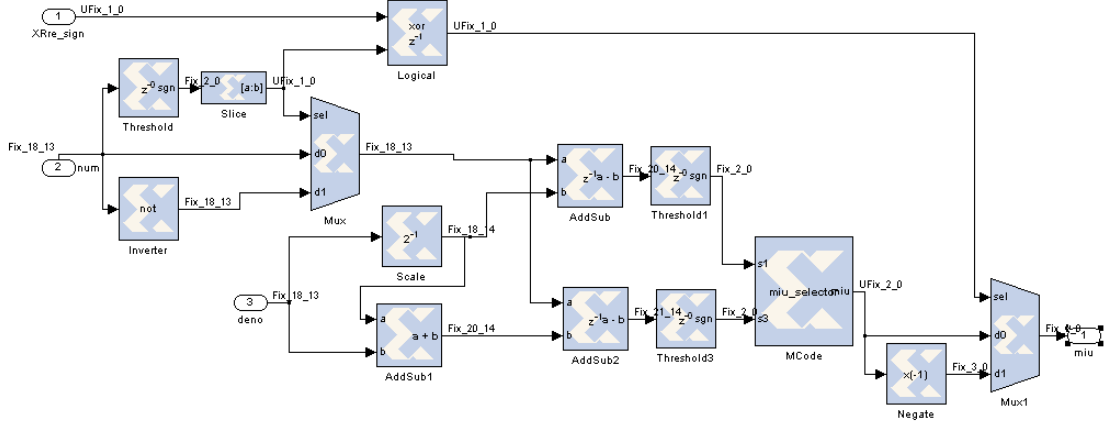 1
UFix_1_0
XRre_sign
xor
z-1
UFix_1_0
Logical
z-0 sgn
Fix_2_0
[a:b]
UFix_1_0
Threshold
Slice
sel
Fix_18_13
2
num
d0
Fix_18_13
d1
Mux
not
Fix_18_13
Inverter
a
b
z-1 a - b
Fix_20_14
AddSub
z-0 sgn
Fix_2_0
Threshold1
2-1
Fix_18_14
Scale
3
Fix_18_13
deno
a
b
a + b
Fix_20_14
AddSub1
a
b
z-1 a - b
Fix_21_14
AddSub2
z-0 sgn
Fix_2_0
Threshold3
s1
s3
miu_selector
miu
UFix_2_0
MCode
x(-1)
Fix_3_0
Negate
sel
d0
d1
Mux1
1
miu